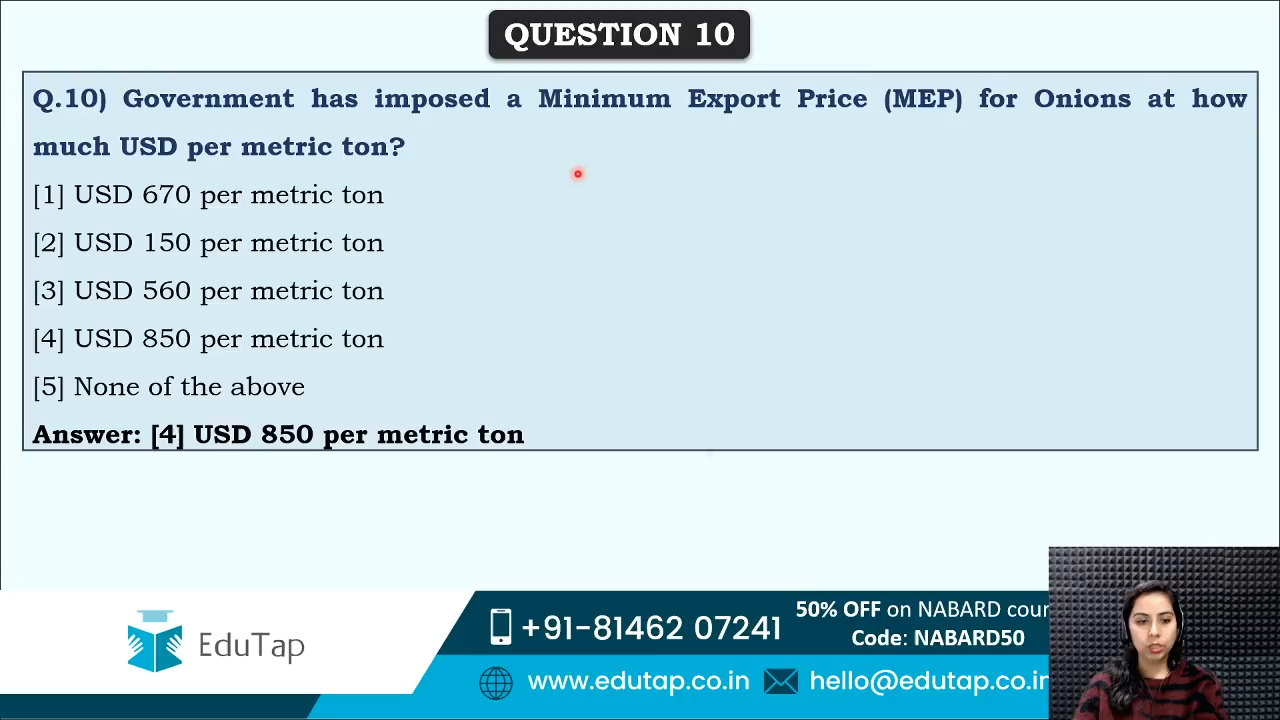 QUESTION 10
Q.10) Government has imposed a Minimum Export Price (MEP) for Onions at how
much USD per metric ton?
[1] USD 670 per metric ton
[2] USD 150 per metric ton
[3] USD 560 per metric ton
[4] USD 850 per metric ton
[5] None of the above
Answer: [4] USD 850 per metric ton
EduTap
+91-81462 07241
50% OFF on NABARD cour
Code: NABARD50
www.edutap.co.in
hello@edutap.co.in